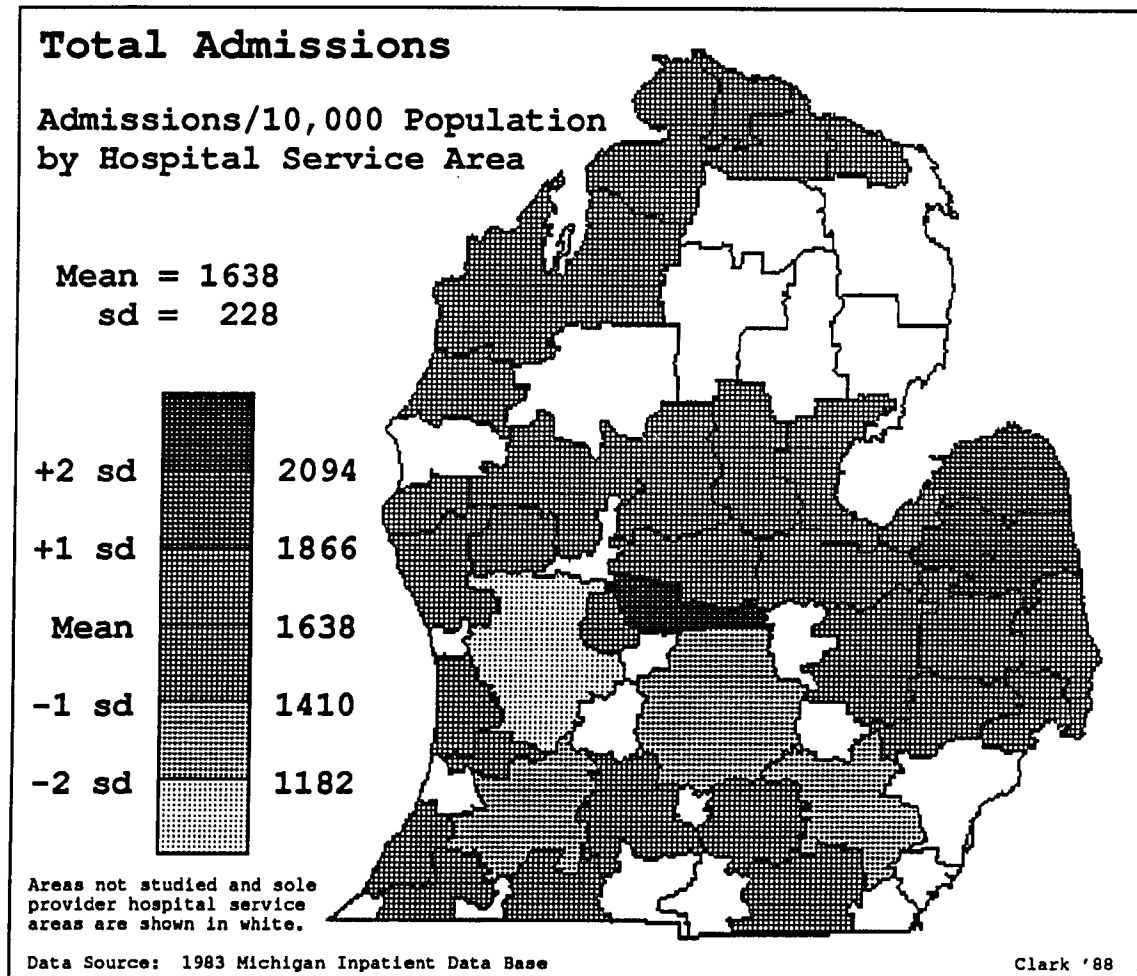 Total Admissions
Admissions/10,000 Population
by Hospital Service Area
Mean = 1638
sd = 228
+2 sd 2094
+1 sd 1866
Mean 1638
-1 sd 1410
-2 sd 1182
Areas not studied and sole
provider hospital service
areas are shown in white.
Data Source: 1983 Michigan Inpatient Data Base
Clark '88